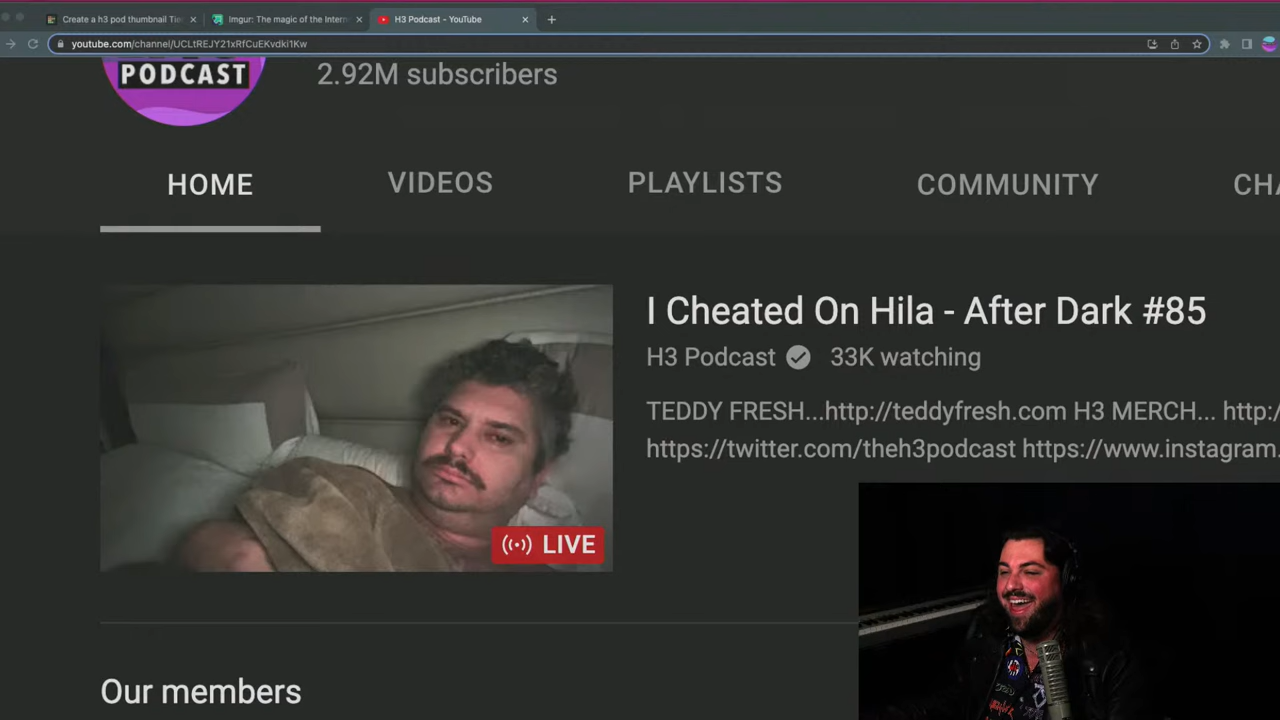 Create a h3 pod thumbnail Tie
Imgur: The magic of the Intern
H3 Podcast - YouTube
youtube.com/channel/UCLtREJY21xRfCuEKvdki1Kw
PODCAST
2.92M subscribers
HOME
VIDEOS
PLAYLISTS
COMMUNITY
CHA
I Cheated On Hila - After Dark #85
H3 Podcast
33K watching
TEDDY FRESH...http://teddyfresh.com H3 MERCH... http:/
https://twitter.com/theh3podcast https://www.instagram.
LIVE
Our members